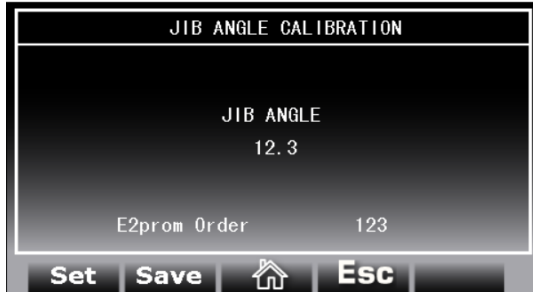 JIB ANGLE CALIBRATION
JIB ANGLE
12.3
E2prom Order 123
Set Save Esc